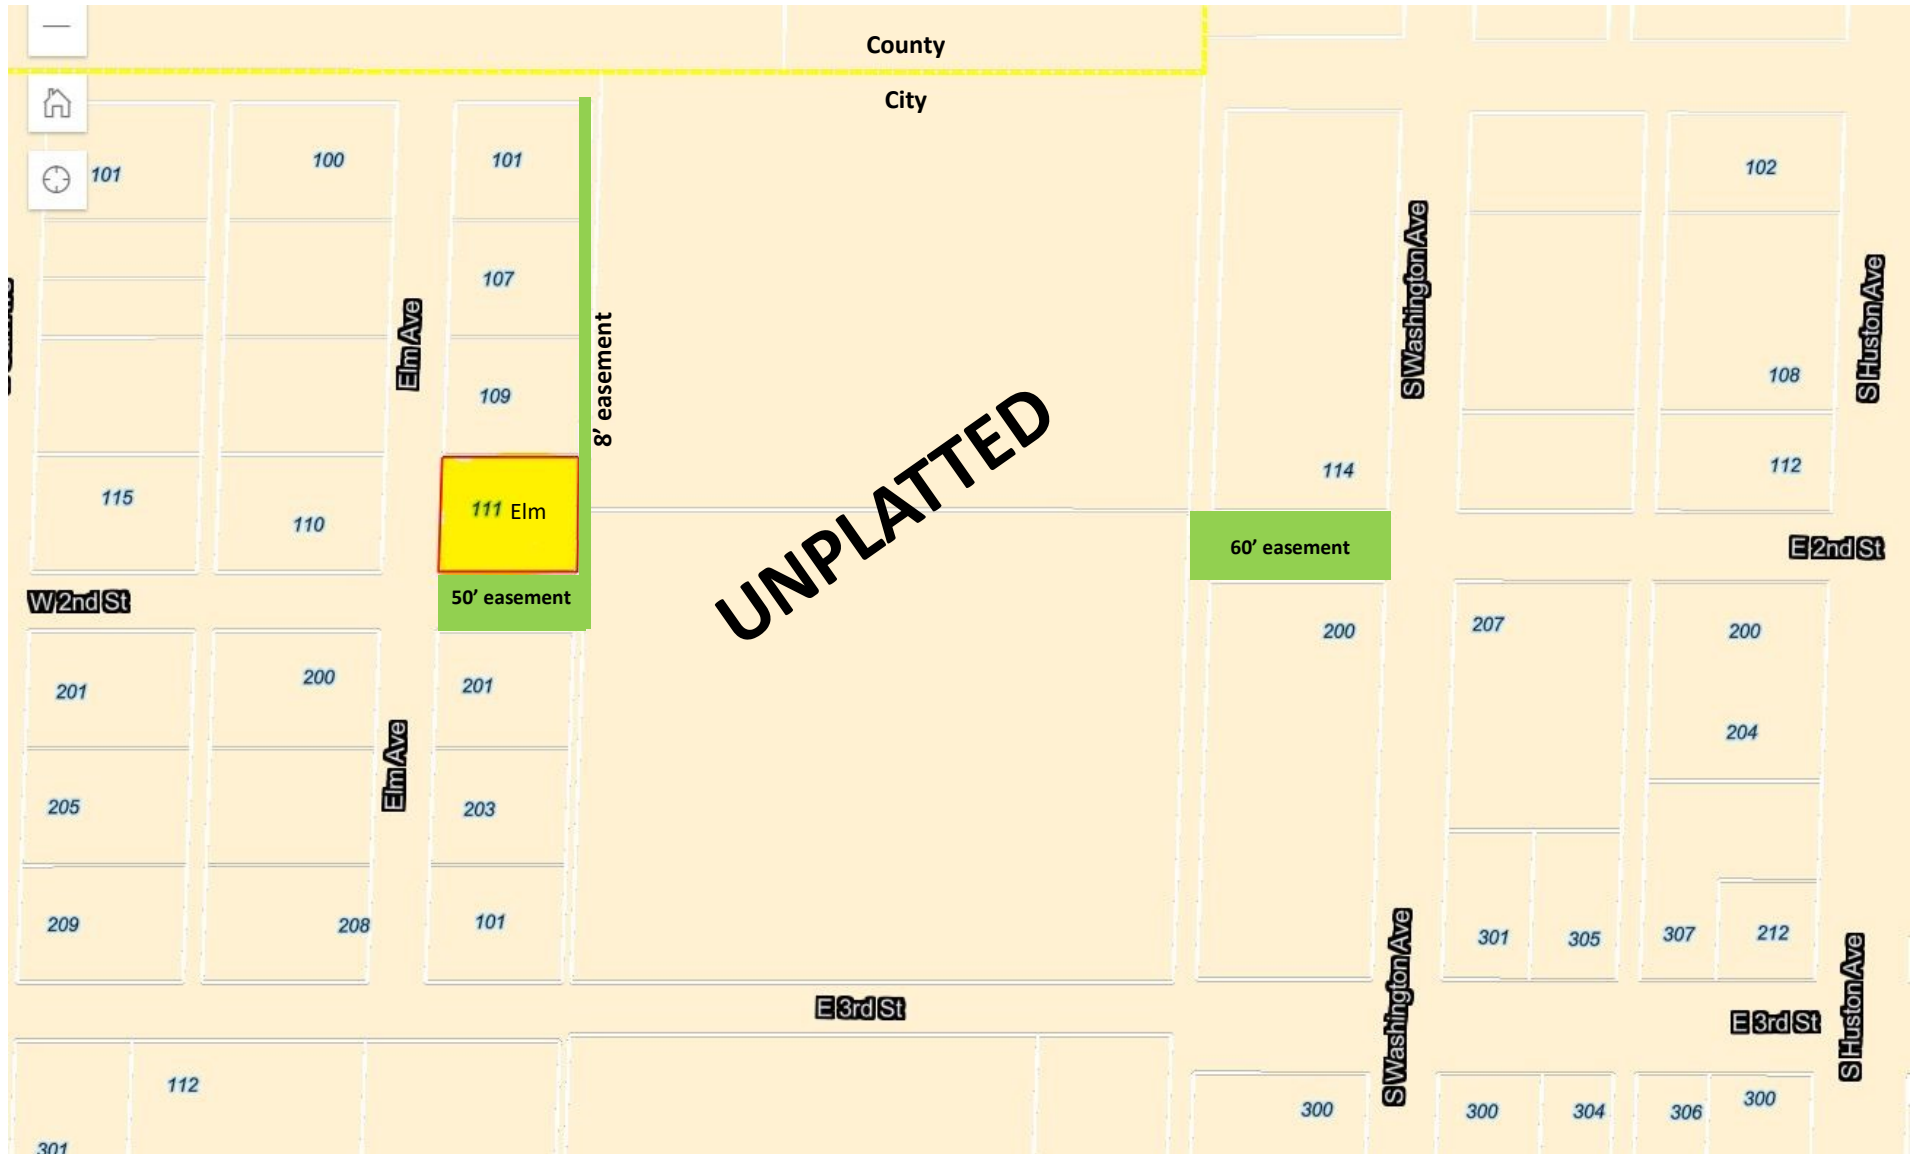 County
City
101
100
101
102
107
Elm Ave
8' easement
S Washington Ave
S Huston Ave
109
108
115
110
111 Elm
UNPLATTED
114
112
W 2nd St
50' easement
60' easement
E 2nd St
201
200
201
200
207
200
204
205
Elm Ave
203
209
208
101
301
305
307
212
E 3rd St
S Washington Ave
E 3rd St
S Huston Ave
112
301
300
300
304
306
300